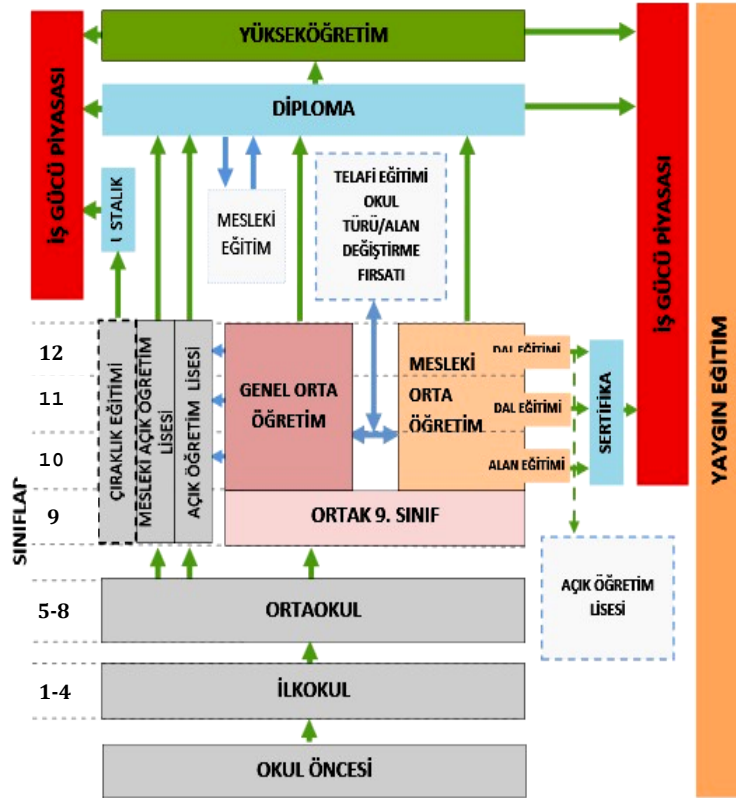 YÜKSEKÖĞRETİM
DİPLOMA
İŞ GÜCÜ PİYASASI
İŞ GÜCÜ PİYASASI
YAYGIN EĞİTİM
STALIK
MESLEKİ
EĞİTİM
TELAFİ EĞİTİMİ
OKUL
TÜRÜ/ALAN
DEĞİŞTİRME
FIRSATI
12
11
10
9
5-8
1-4
SINIFLAR
ÇIRAKLIK EĞİTİMİ
MESLEKİ AÇIK ÖĞRETİM
LİSESİ
AÇIK ÖĞRETİM LİSESİ
GENEL ORTA
ÖĞRETİM
MESLEKİ
ORTA
ÖĞRETİM
DAL EĞİTİMİ
DAL EĞİTİMİ
ALAN EĞİTİMİ
SERTİFİKA
ORTAK 9. SINIF
AÇIK ÖĞRETİM
LİSESİ
ORTAOKUL
İLKOKUL
OKUL ÖNCESİ